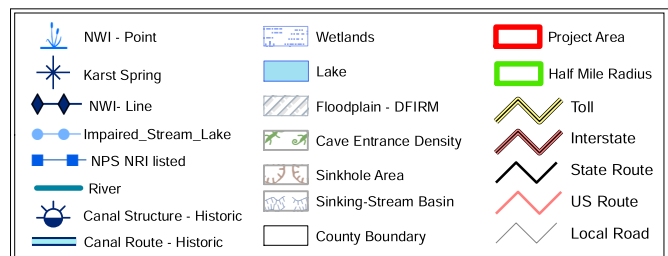 NWI - Point
Karst Spring
NWI- Line
Impaired_Stream_Lake
NPS NRI listed
River
Canal Structure - Historic
Canal Route - Historic
Wetlands
Lake
Floodplain - DFIRM
Cave Entrance Density
Sinkhole Area
Sinking-Stream Basin
County Boundary
Project Area
Half Mile Radius
Toll
Interstate
State Route
US Route
Local Road